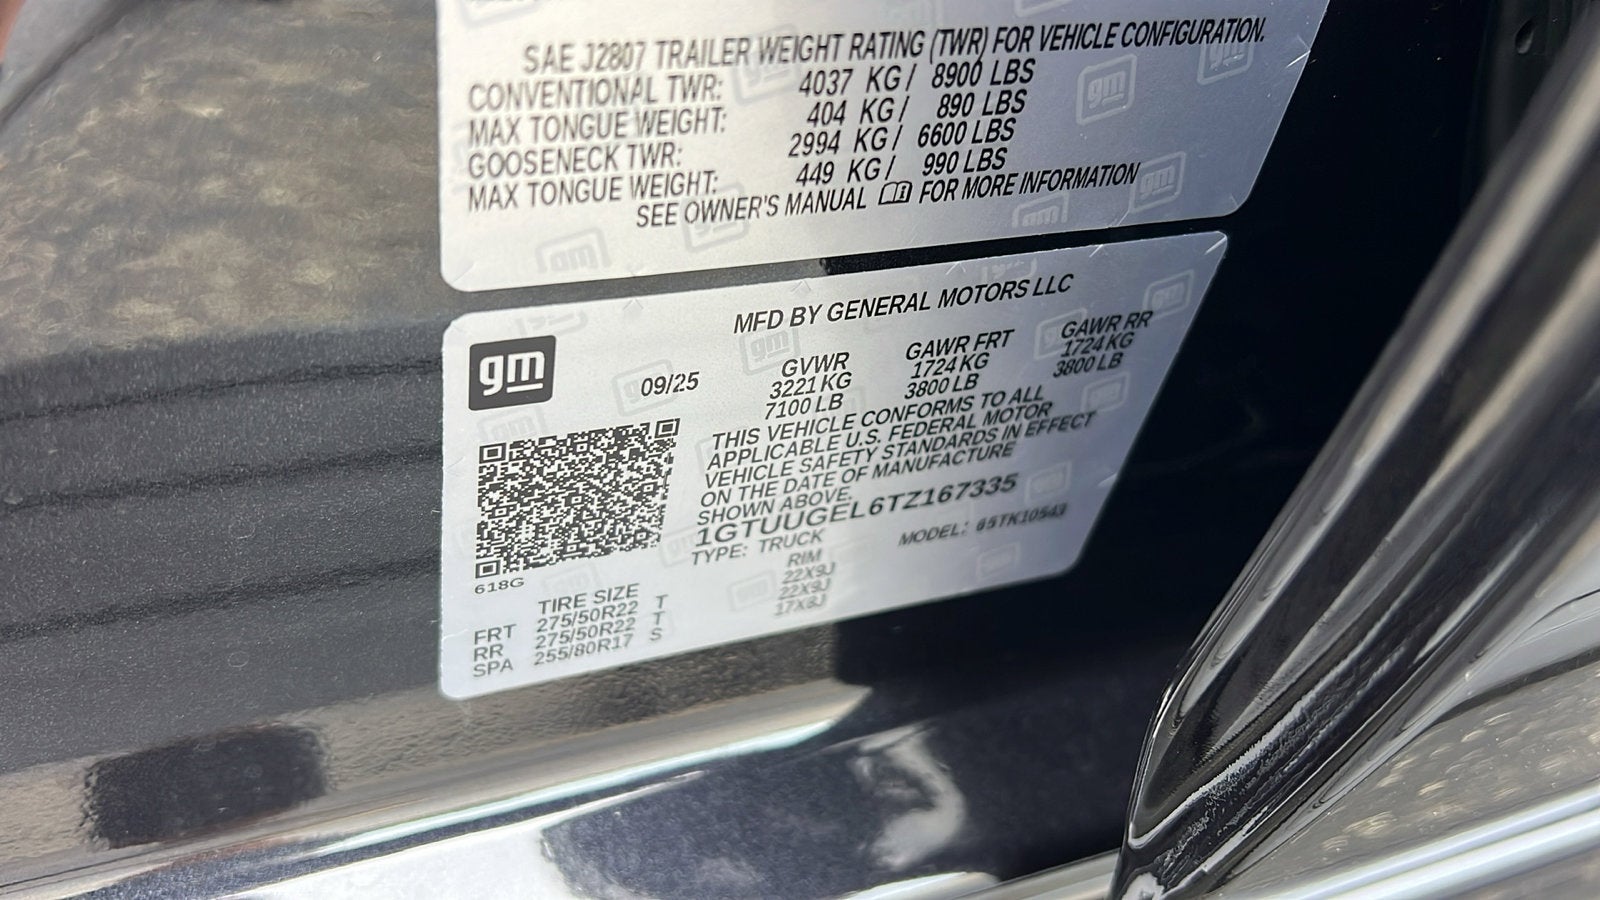 SAE J2807 TRAILER WEIGHT RATING (TWR) FOR VEHICLE CONFIGURATION.
CONVENTIONAL TWR: 4037 KG / 8900 LBS
MAX TONGUE WEIGHT: 404 KG / 890 LBS
GOOSENECK TWR: 2994 KG / 6600 LBS
MAX TONGUE WEIGHT: 449 KG / 990 LBS
SEE OWNER'S MANUAL FOR MORE INFORMATION
MFD BY GENERAL MOTORS LLC
gm
09/25
GVWR GAWR FRT GAWR RR
3221 KG 1724 KG 1724 KG
7100 LB 3800 LB 3800 LB
THIS VEHICLE CONFORMS TO ALL
APPLICABLE U.S. FEDERAL MOTOR
VEHICLE SAFETY STANDARDS IN EFFECT
ON THE DATE OF MANUFACTURE
SHOWN ABOVE.
1GTUUGEL6TZ167335
TYPE: TRUCK MODEL: 65TK10543
618G
TIRE SIZE RIM
FRT 275/50R22 T 22X9J
RR 275/50R22 T 22X9J
SPA 255/80R17 S 17X8J